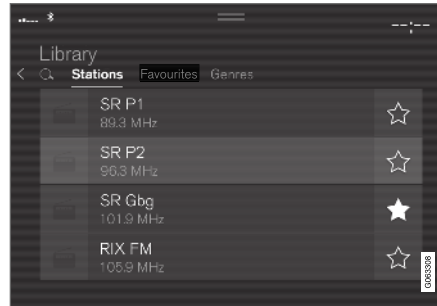 --:--
Library
Stations Favourites Genres
SR P1
89.3 MHz
SR P2
96.3 MHz
SR Gbg
101.9 MHz
RIX FM
105.9 MHz
G063308